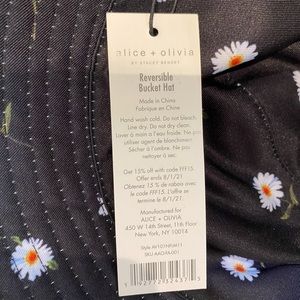 alice + olivia
BY STACEY BENDET
Reversible
Bucket Hat
Made in China
Fabriqué en Chine
Hand wash cold. Do not bleach.
Line dry. Do not dry clean.
Laver à main a l'eau froide. Ne pas
utiliser agent de blanchiment.
Sécher à l'ombre. Ne pas
nettoyer à sec.
Get 15% off with code FFF15.
Offer ends 8/1/21
Obtenez 15 % de rabais avec le
code FFF15. L'offre se
termine le 8/1/21.
Manufactured for
ALICE + OLIVIA
450 W 14th Street, 11th Floor
New York, NY 10014